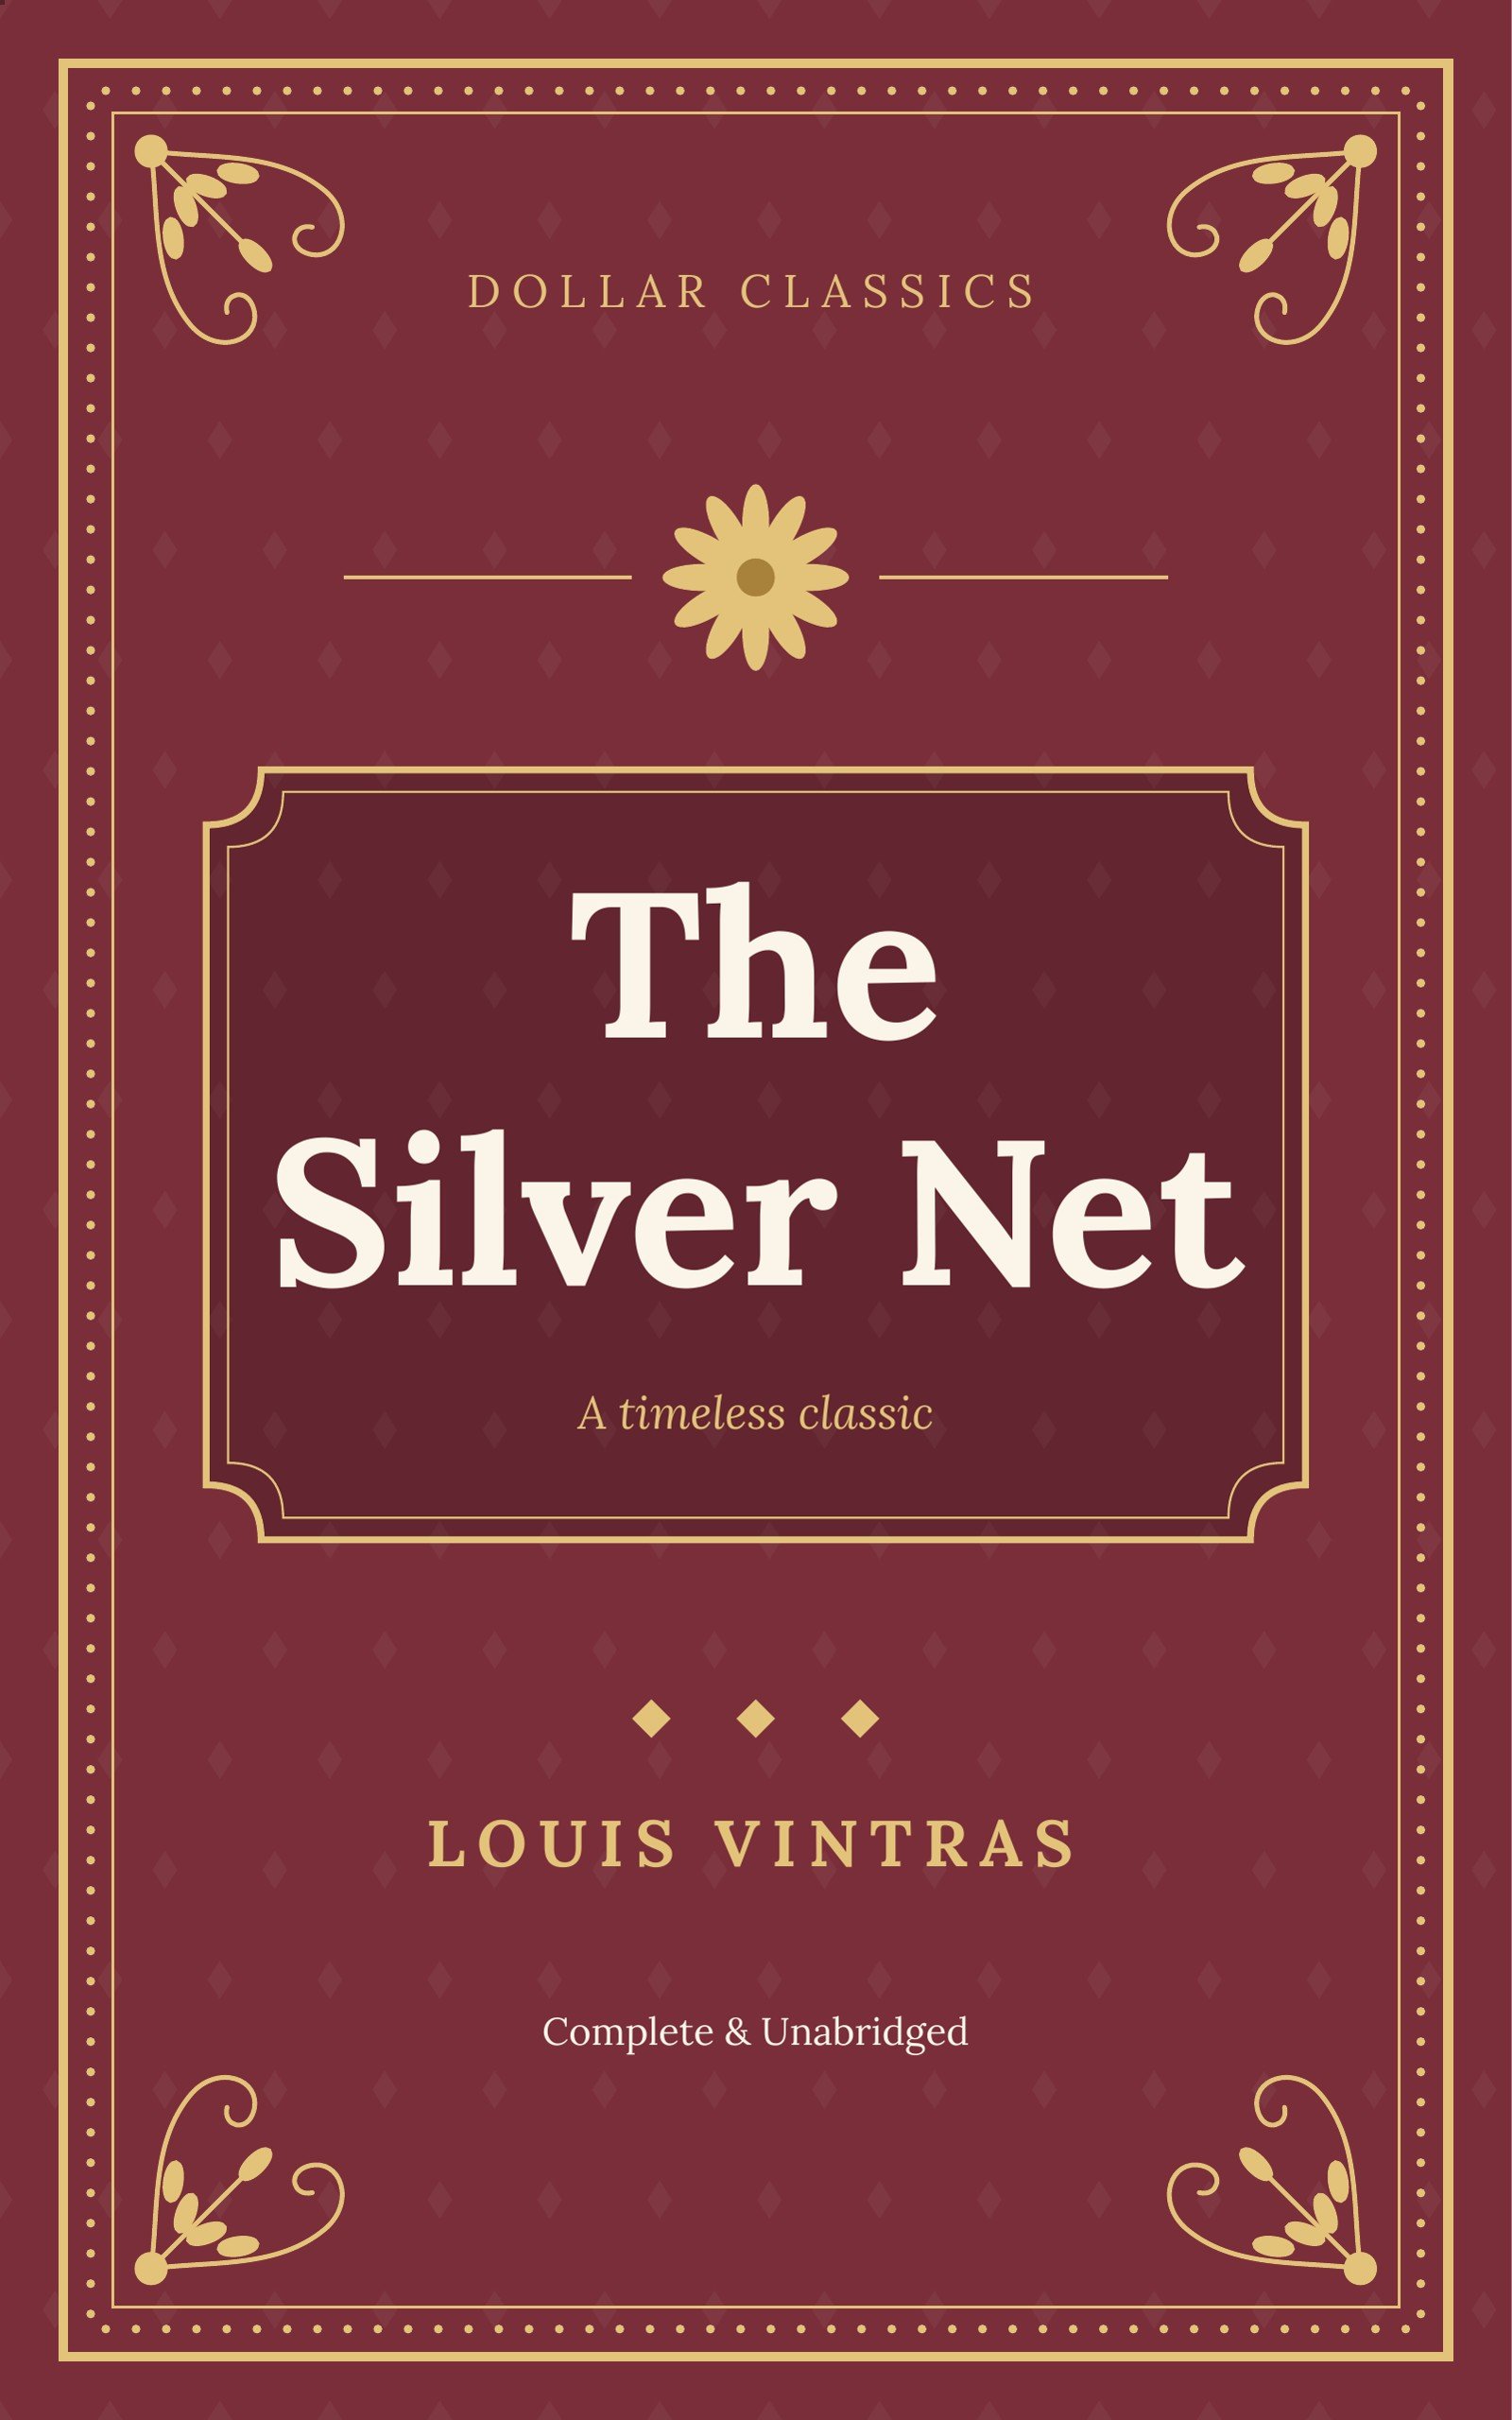 DOLLAR CLASSICS
The
Silver Net
A timeless classic
LOUIS VINTRAS
Complete & Unabridged